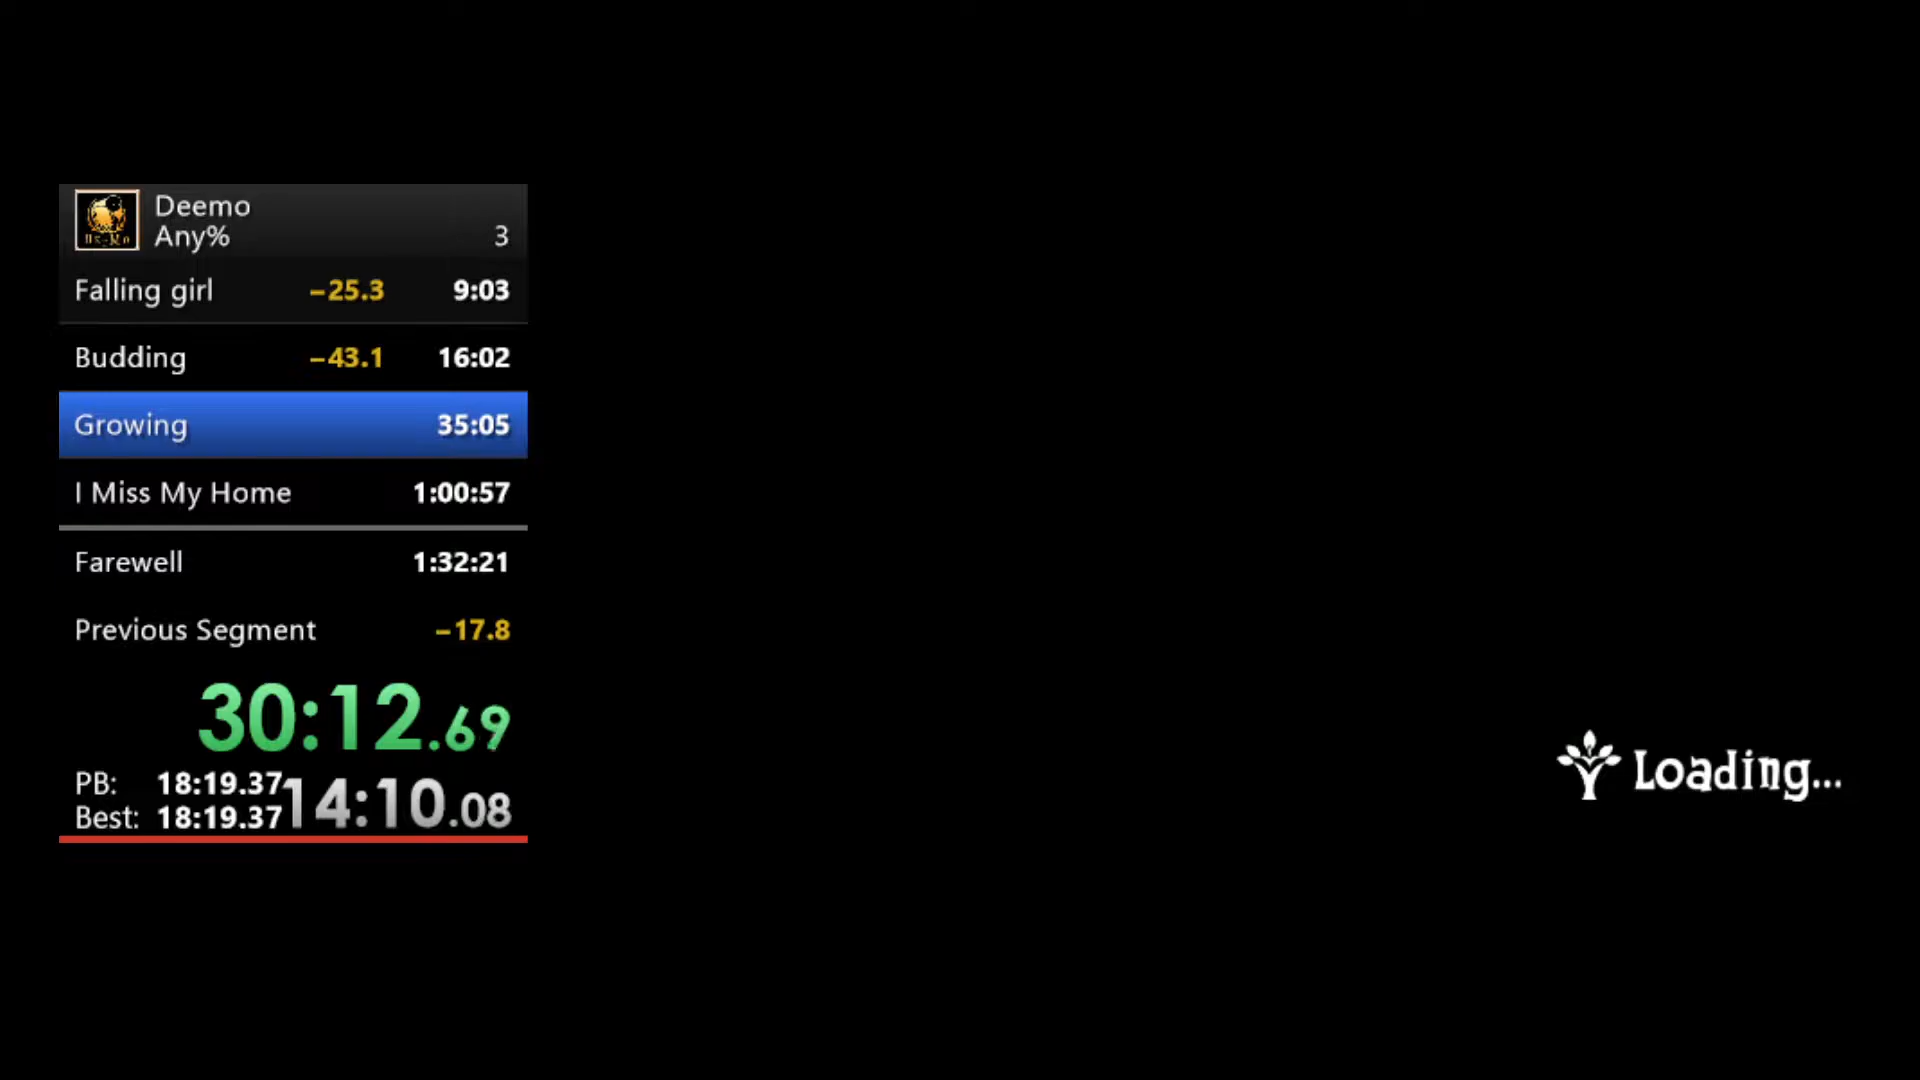 Deemo
Any% 3
Falling girl −25.3 9:03
Budding −43.1 16:02
Growing 35:05
I Miss My Home 1:00:57
Farewell 1:32:21
Previous Segment −17.8
30:12.69
PB: 18:19.37
Best: 18:19.37
14:10.08
Loading...